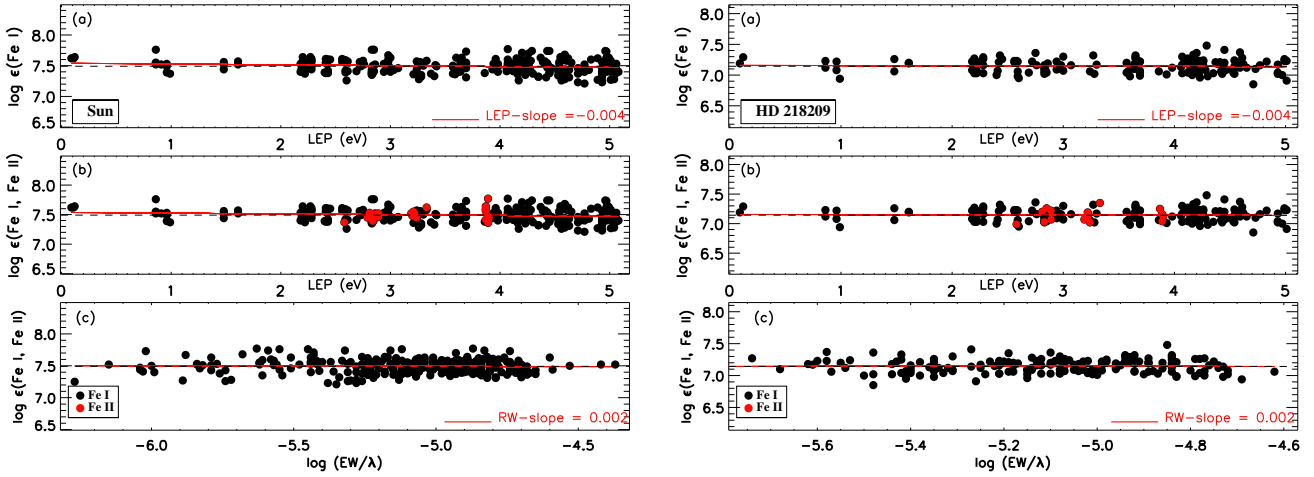 (a)
log ε(Fe I)
8.0
7.5
7.0
6.5
Sun
LEP-slope =-0.004
0 1 2 3 4 5
LEP (eV)
(b)
log ε(Fe I, Fe II)
8.0
7.5
7.0
6.5
0 1 2 3 4 5
LEP (eV)
(c)
log ε(Fe I, Fe II)
8.0
7.5
7.0
6.5
Fe I
Fe II
RW-slope = 0.002
-6.0 -5.5 -5.0 -4.5
log (EW/λ)
(a)
log ε(Fe I)
8.0
7.5
7.0
6.5
HD 218209
LEP-slope =-0.004
0 1 2 3 4 5
LEP (eV)
(b)
log ε(Fe I, Fe II)
8.0
7.5
7.0
6.5
0 1 2 3 4 5
LEP (eV)
(c)
log ε(Fe I, Fe II)
8.0
7.5
7.0
6.5
Fe I
Fe II
RW-slope = 0.002
-5.6 -5.4 -5.2 -5.0 -4.8 -4.6
log (EW/λ)